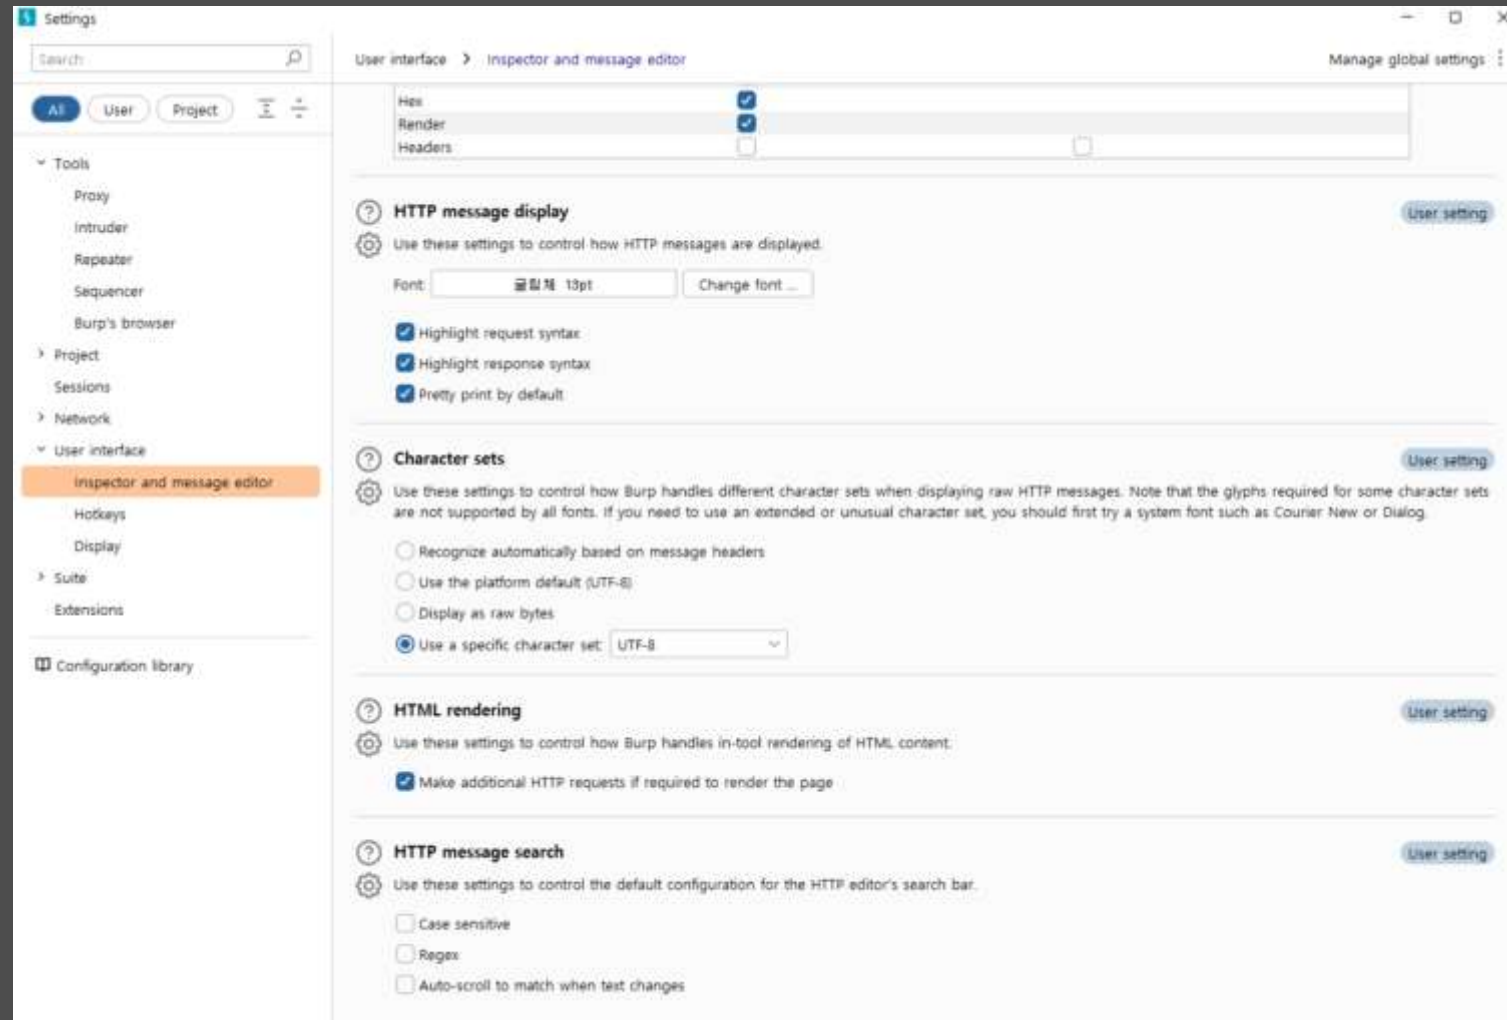 Settings
Search
User interface > Inspector and message editor
Manage global settings
All User Project
Tools
Proxy
Intruder
Repeater
Sequencer
Burp's browser
Project
Sessions
Network
User interface
Inspector and message editor
Hotkeys
Display
Suite
Extensions
Configuration library
Hex
Render
Headers
HTTP message display
User setting
Use these settings to control how HTTP messages are displayed.
Font: 굴림체 13pt Change font ...
Highlight request syntax
Highlight response syntax
Pretty print by default
Character sets
User setting
Use these settings to control how Burp handles different character sets when displaying raw HTTP messages. Note that the glyphs required for some character sets
are not supported by all fonts. If you need to use an extended or unusual character set, you should first try a system font such as Courier New or Dialog.
Recognize automatically based on message headers
Use the platform default (UTF-8)
Display as raw bytes
Use a specific character set: UTF-8
HTML rendering
User setting
Use these settings to control how Burp handles in-tool rendering of HTML content.
Make additional HTTP requests if required to render the page
HTTP message search
User setting
Use these settings to control the default configuration for the HTTP editor's search bar.
Case sensitive
Regex
Auto-scroll to match when text changes